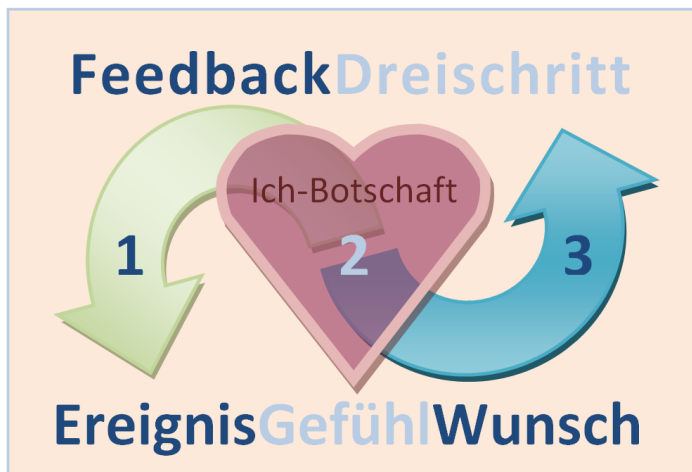 FeedbackDreischritt
Ich-Botschaft
1 2 3
EreignisGefühlWunsch